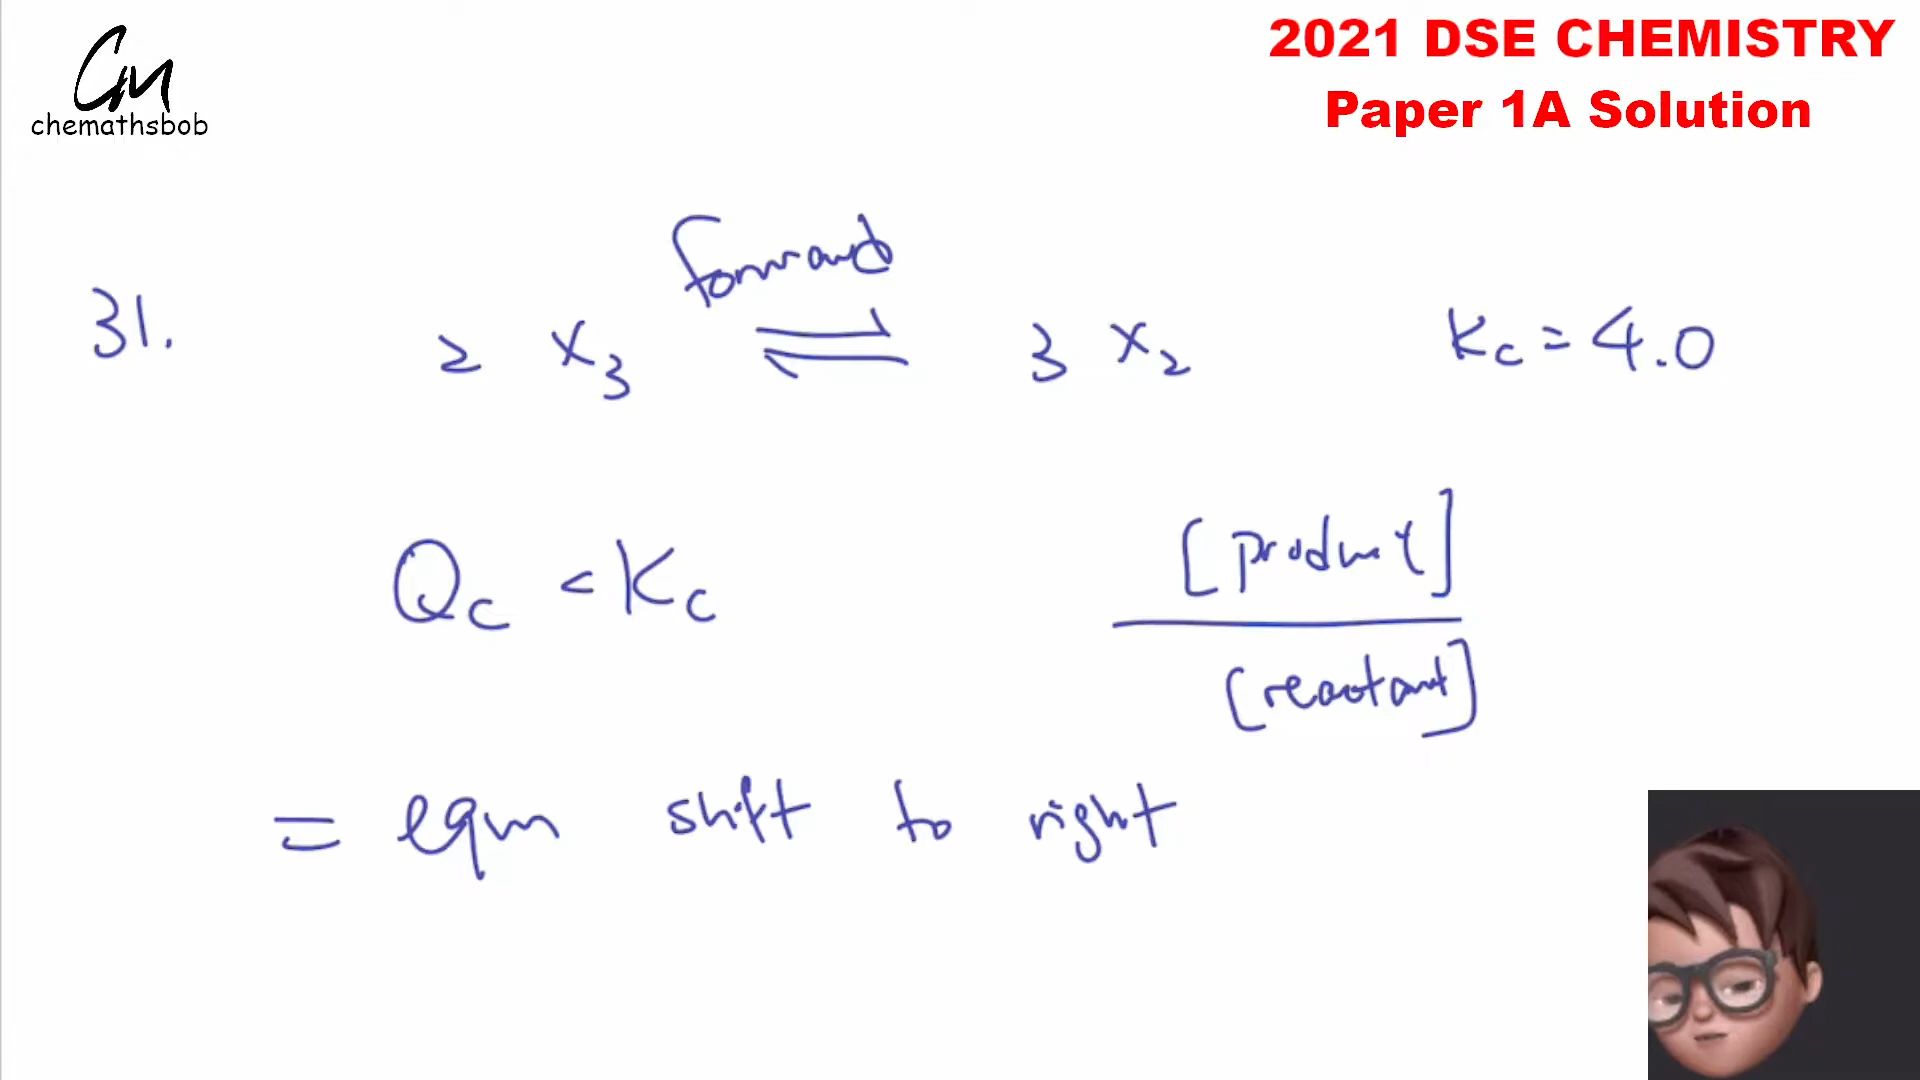 2021 DSE CHEMISTRY
Paper 1A Solution
Cm
chemathsbob
forward
31. 2 X₃ ⇌ 3 X₂ Kc = 4.0
Qc < Kc
[product]
[reactant]
= eqm shift to right